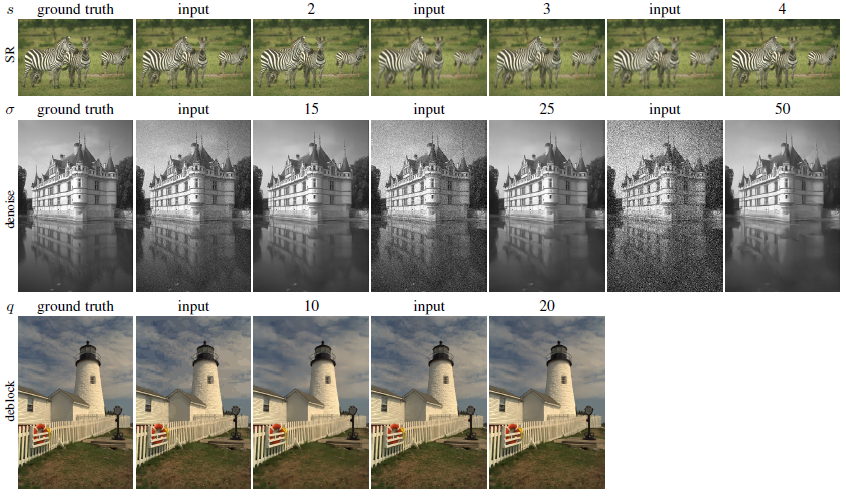 s ground truth input 2 input 3 input 4
SR
σ ground truth input 15 input 25 input 50
denoise
q ground truth input 10 input 20
deblock